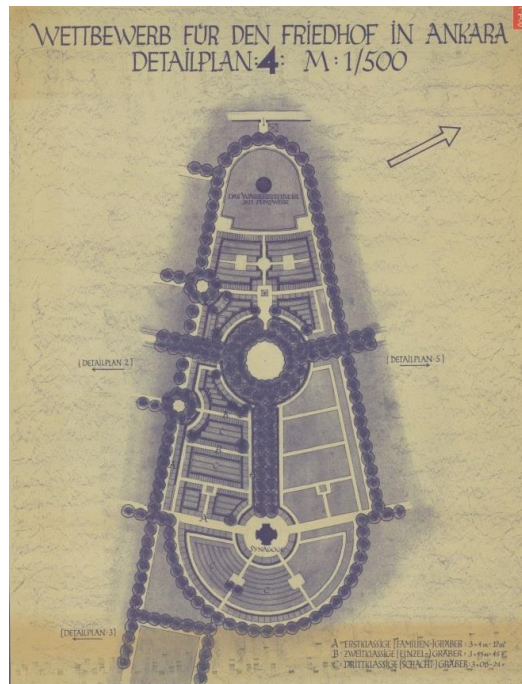 WETTBEWERB FÜR DEN FRIEDHOF IN ANKARA
DETAILPLAN:4: M:1/500
[DETAILPLAN·2]
[DETAILPLAN·5]
A
B
C
A
A
A
SYNAGOGE
C
C
[DETAILPLAN·3]
A ERSTKLASSIGE [FAMILIEN-]GRÄBER
B ZWEITKLASSIGE [EINZEL-]GRÄBER
C DRITTKLASSIGE [SCHACHT-]GRÄBER